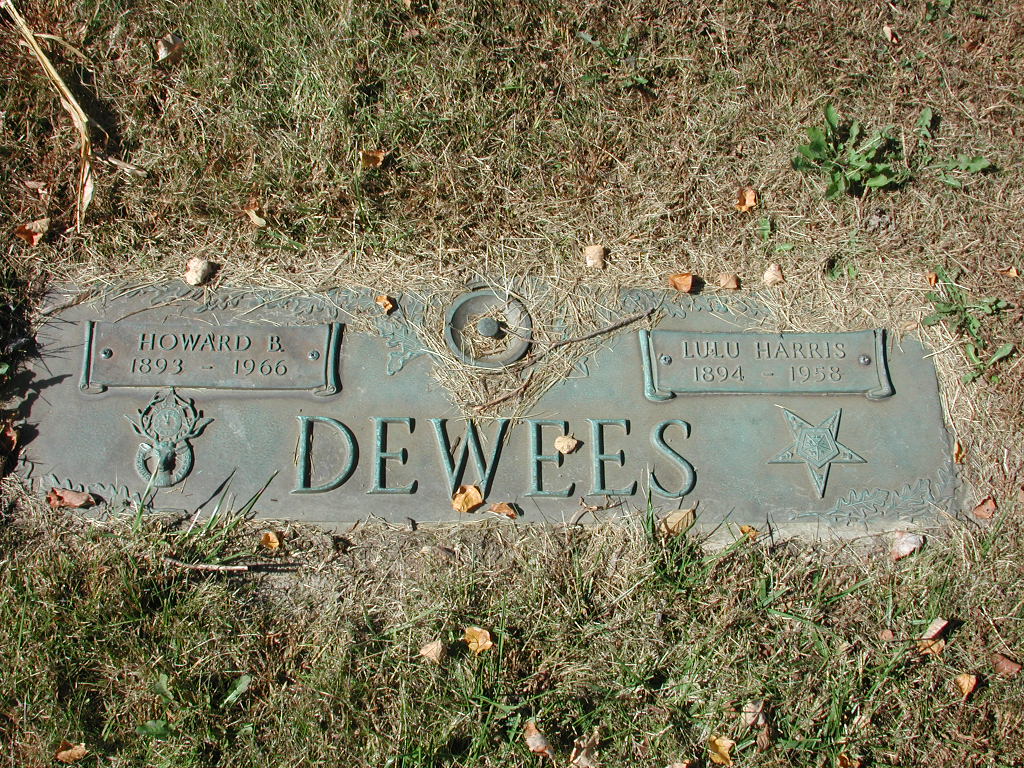 HOWARD B.
1893 - 1966
LULU HARRIS
1894 - 1958
DEWEES